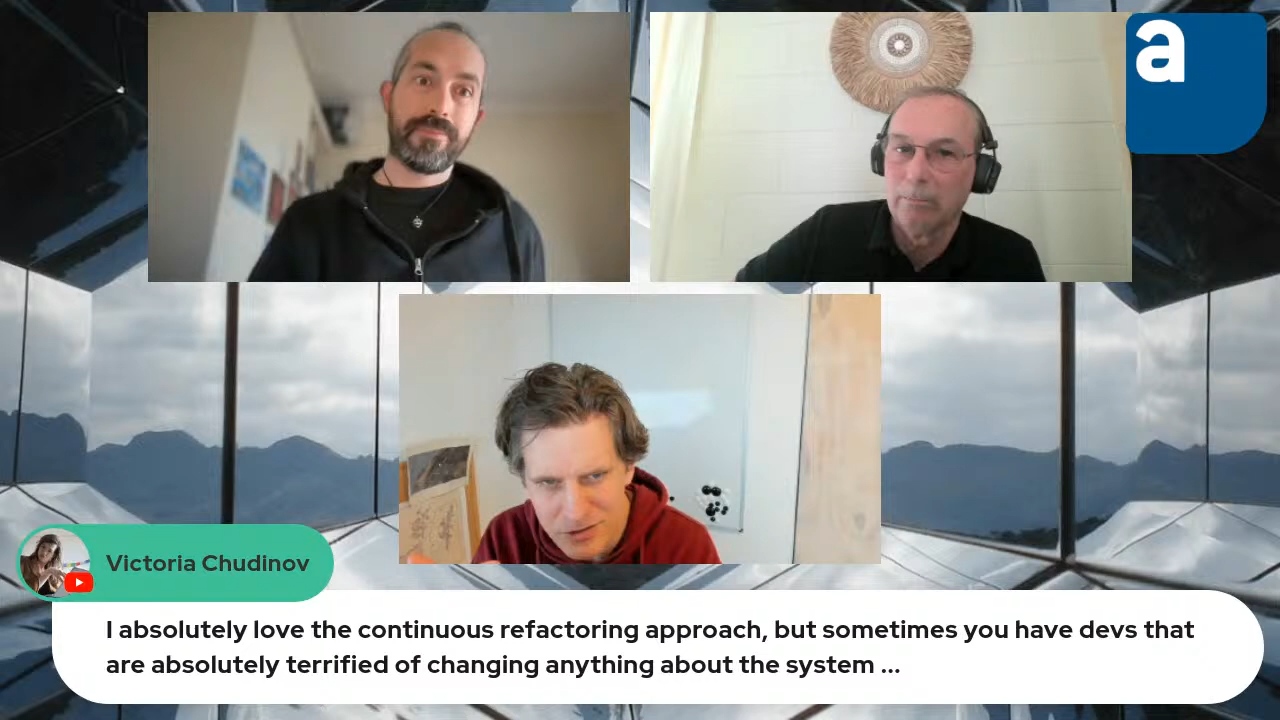 a
Victoria Chudinov
I absolutely love the continuous refactoring approach, but sometimes you have devs that
are absolutely terrified of changing anything about the system ...